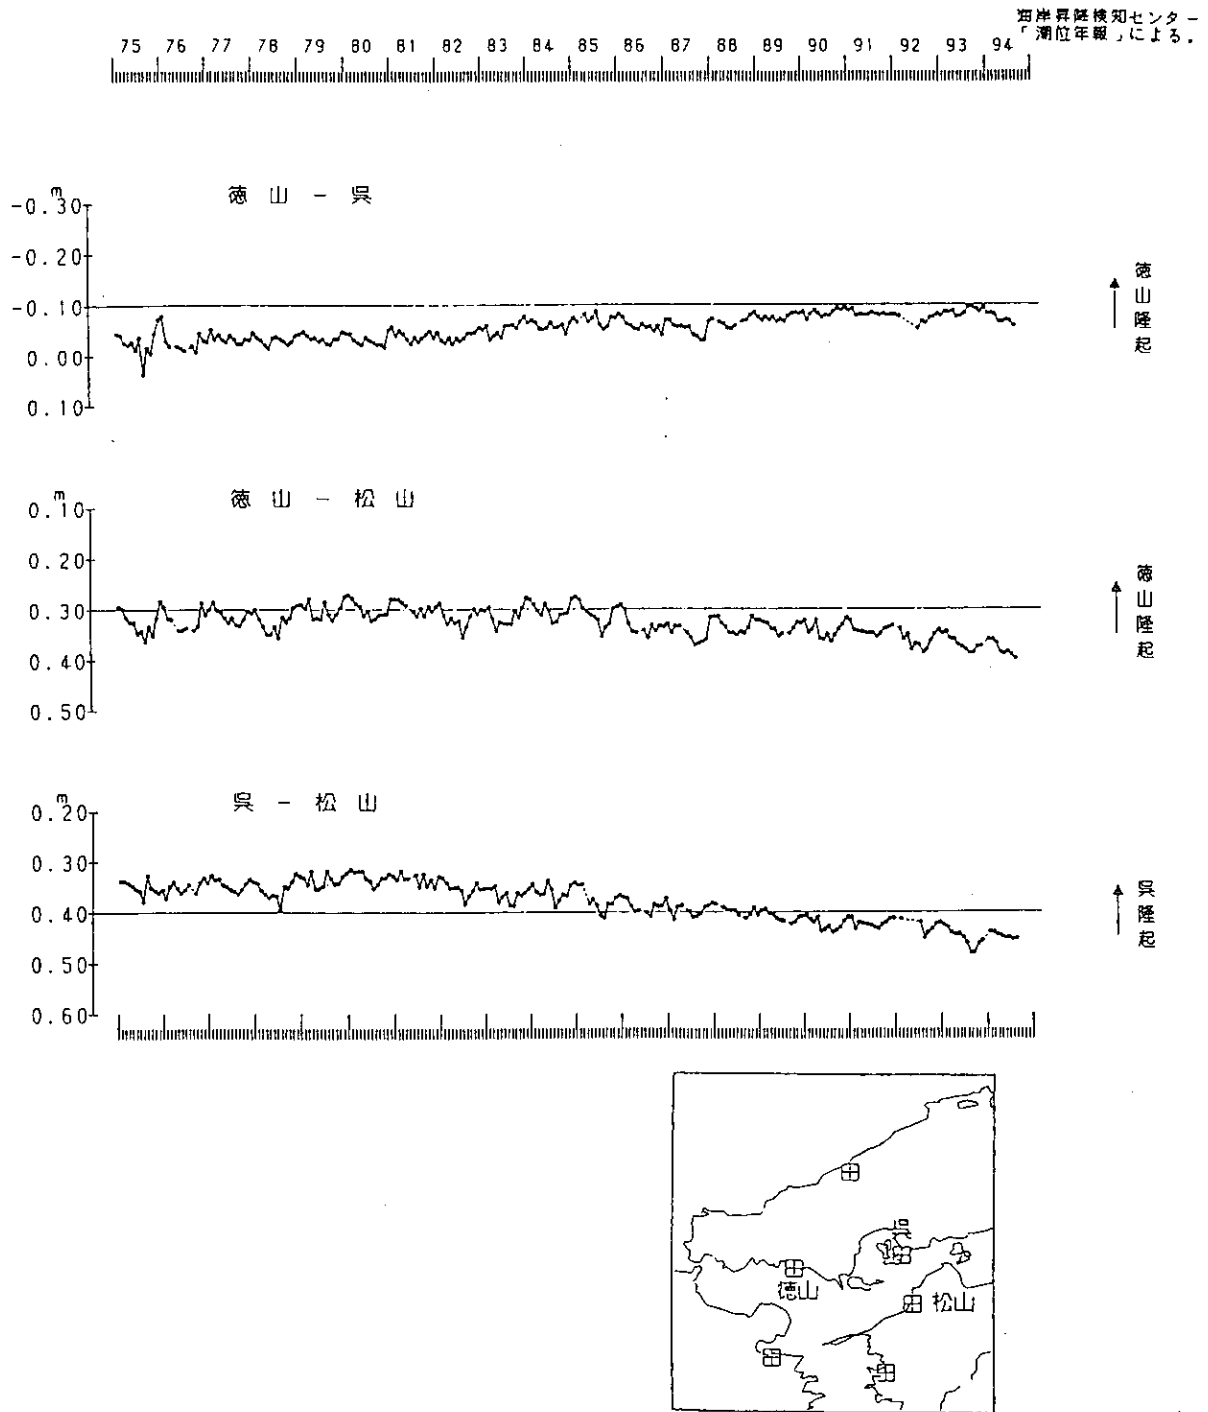 海岸昇降検知センター
「潮位年報」による.
75 76 77 78 79 80 81 82 83 84 85 86 87 88 89 90 91 92 93 94
m
徳山-呉
-0.30
-0.20
-0.10
0.00
0.10
徳山隆起
m
徳山-松山
0.10
0.20
0.30
0.40
0.50
徳山隆起
m
呉-松山
0.20
0.30
0.40
0.50
0.60
呉隆起
呉
徳山
松山